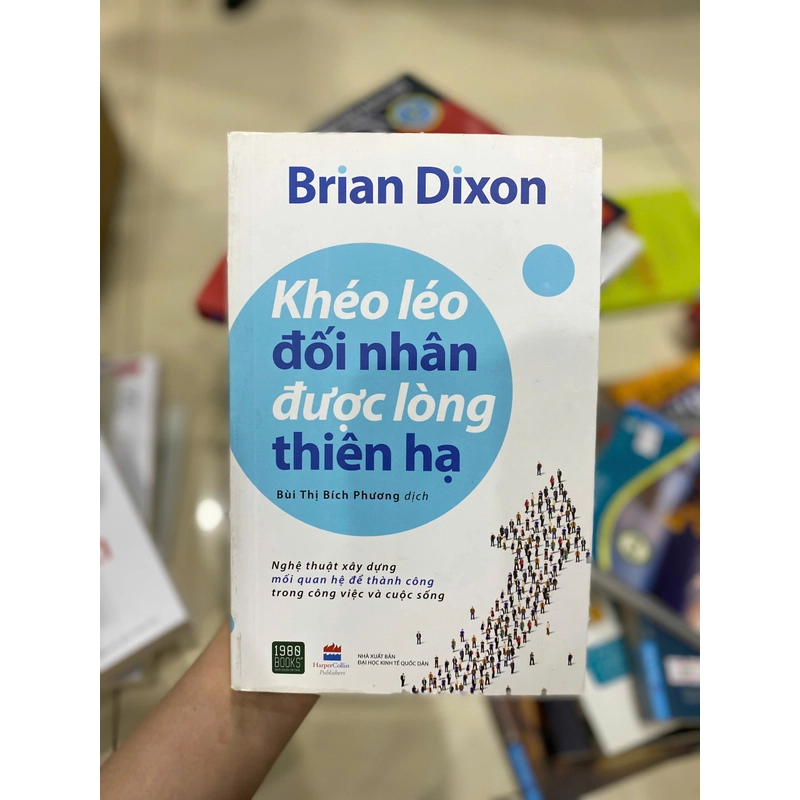 Brian Dixon
Khéo léo
đối nhân
được lòng
thiên hạ
Bùi Thị Bích Phương dịch
Nghệ thuật xây dựng
mối quan hệ để thành công
trong công việc và cuộc sống
1980
BOOKS
HarperCollins
Publishers
NHÀ XUẤT BẢN
ĐẠI HỌC KINH TẾ QUỐC DÂN